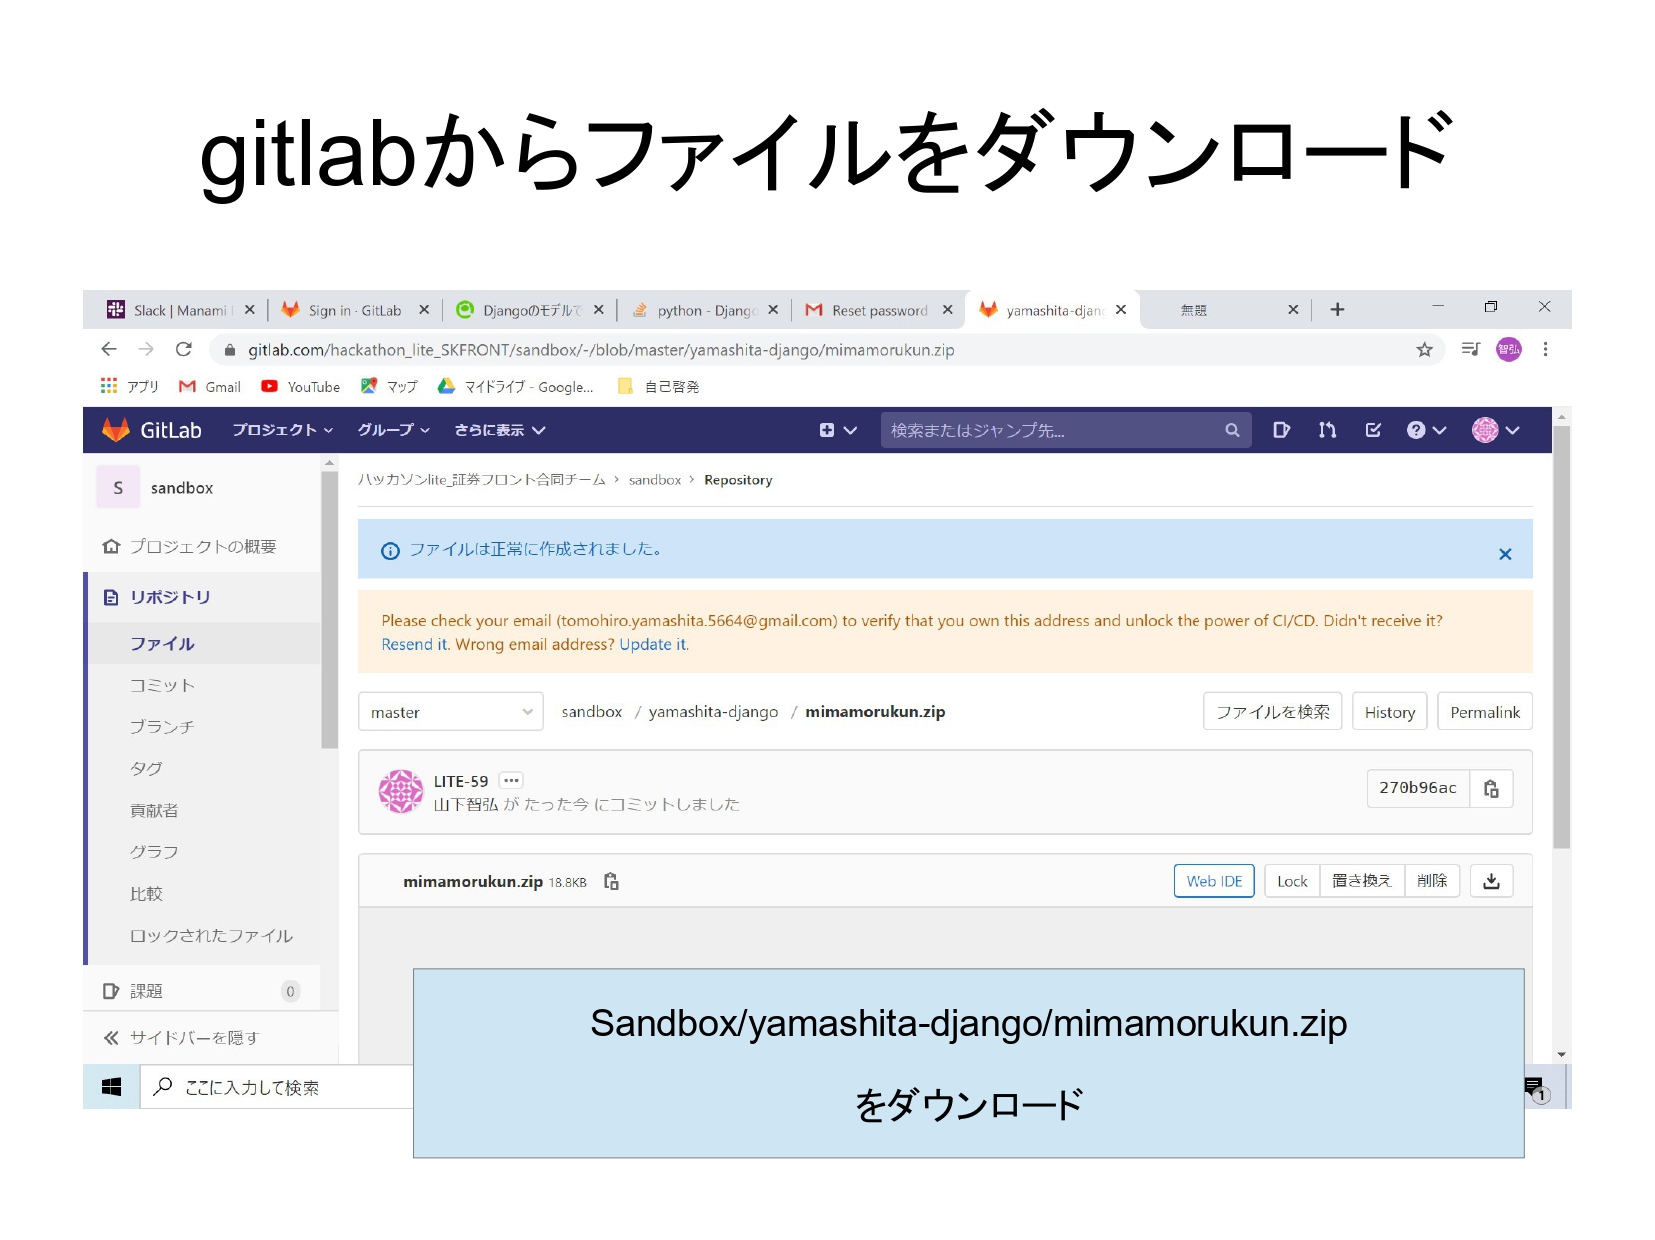 gitlabからファイルをダウンロード
Slack | Manami
Sign in · GitLab
Djangoのモデルで
python - Django
Reset password
yamashita-djan
無題
gitlab.com/hackathon_lite_SKFRONT/sandbox/-/blob/master/yamashita-django/mimamorukun.zip
智弘
アプリ
Gmail
YouTube
マップ
マイドライブ - Google...
自己啓発
GitLab
プロジェクト
グループ
さらに表示
検索またはジャンプ先...
S sandbox
ハッカソンlite_証券フロント合同チーム › sandbox › Repository
プロジェクトの概要
ファイルは正常に作成されました。
リポジトリ
Please check your email (tomohiro.yamashita.5664@gmail.com) to verify that you own this address and unlock the power of CI/CD. Didn't receive it?
Resend it. Wrong email address? Update it.
ファイル
コミット
ブランチ
タグ
貢献者
グラフ
比較
ロックされたファイル
課題 0
サイドバーを隠す
master
sandbox / yamashita-django / mimamorukun.zip
ファイルを検索
History
Permalink
LITE-59
山下智弘 が たった今 にコミットしました
270b96ac
mimamorukun.zip 18.8KB
Web IDE
Lock
置き換え
削除
ここに入力して検索
1
Sandbox/yamashita-django/mimamorukun.zip
をダウンロード